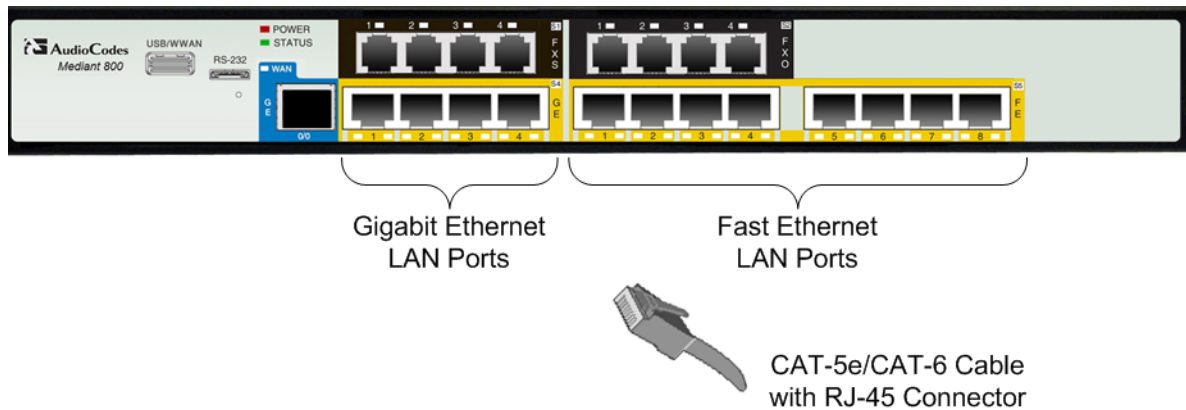 AudioCodes
Mediant 800
USB/WWAN
RS-232
POWER
STATUS
WAN
GE
0/0
1 2 3 4 S1
FXS
1 2 3 4
FXO
S4
GE
1 2 3 4
S5
FE
1 2 3 4 5 6 7 8
Gigabit Ethernet
LAN Ports
Fast Ethernet
LAN Ports
CAT-5e/CAT-6 Cable
with RJ-45 Connector